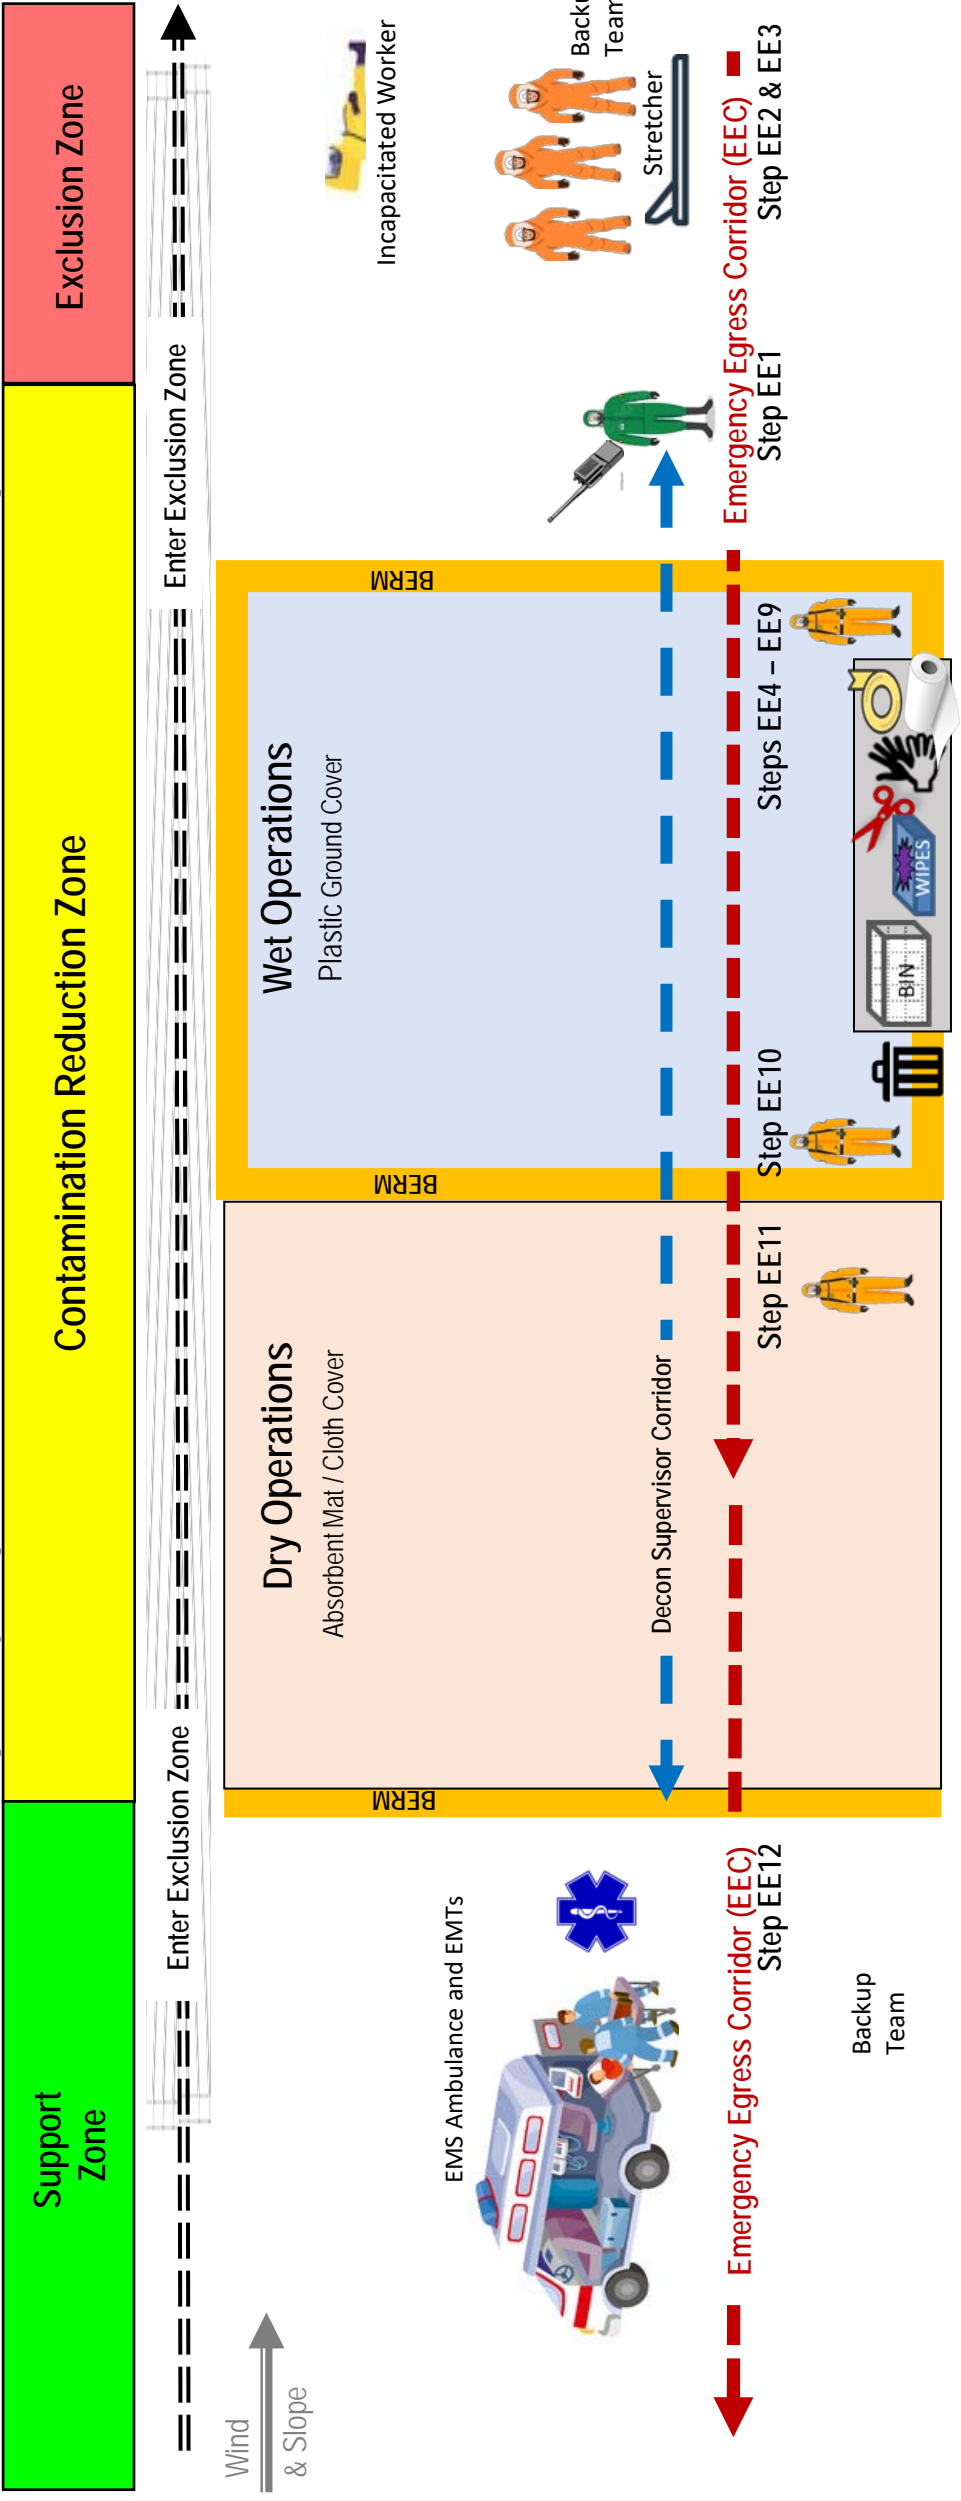 Support
Zone
Contamination Reduction Zone
Exclusion Zone
Enter Exclusion Zone
Enter Exclusion Zone
Wind
& Slope
Dry Operations
Absorbent Mat / Cloth Cover
Wet Operations
Plastic Ground Cover
BERM
BERM
BERM
Incapacitated Worker
EMS Ambulance and EMTs
Team
Stretcher
Decon Supervisor Corridor
Emergency Egress Corridor (EEC)
Emergency Egress Corridor (EEC)
Step EE12
Step EE11
Step EE10
Steps EE4 – EE9
Step EE1
Step EE2 & EE3
Backup
Team
BIN
WIPES